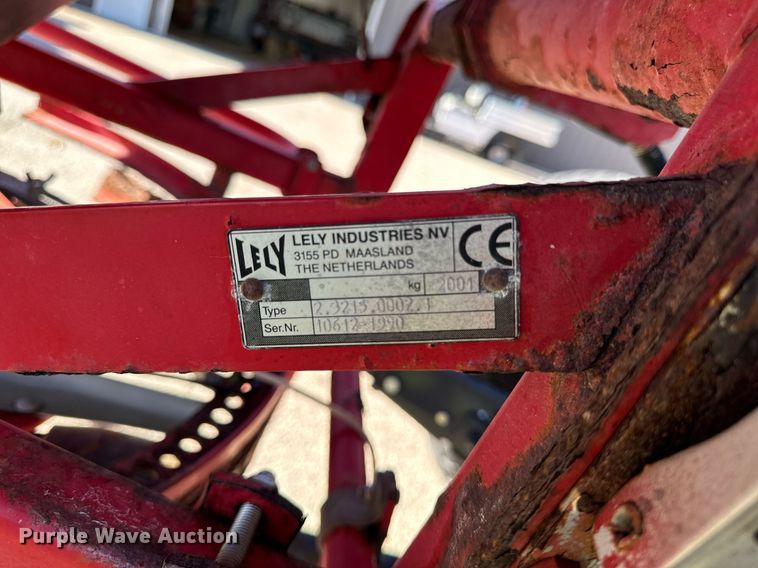 LELY
LELY INDUSTRIES NV
3155 PD MAASLAND
THE NETHERLANDS
CE
kg 2001
Type 2.3215.0002.1
Ser.Nr. 10612-1990
Purple Wave Auction